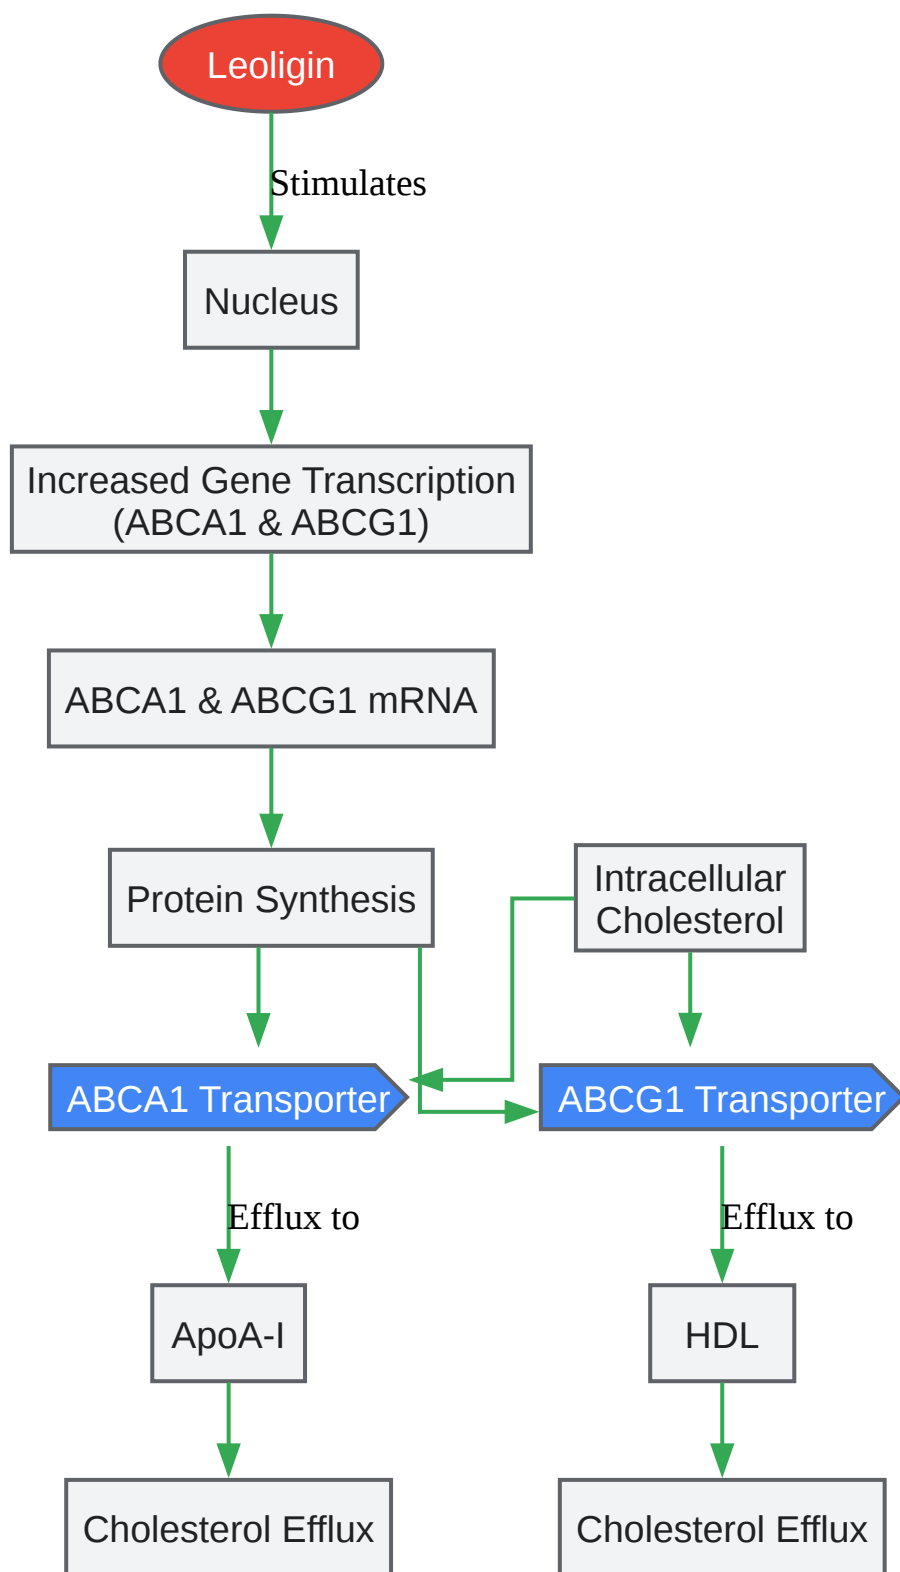 Leoligin
Stimulates
Nucleus
Increased Gene Transcription
(ABCA1 & ABCG1)
ABCA1 & ABCG1 mRNA
Protein Synthesis
Intracellular
Cholesterol
ABCA1 Transporter
ABCG1 Transporter
Efflux to
Efflux to
ApoA-I
HDL
Cholesterol Efflux
Cholesterol Efflux